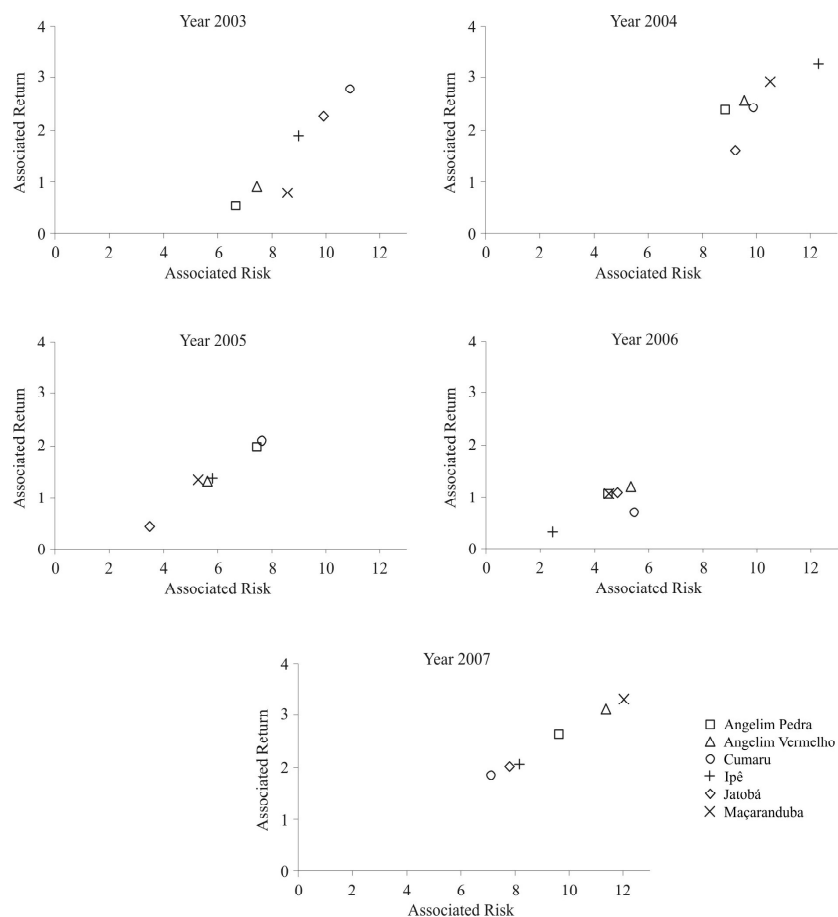 Year 2003
4
3
2
1
0
0 2 4 6 8 10 12
Associated Return
Associated Risk
Year 2004
4
3
2
1
0
0 2 4 6 8 10 12
Associated Return
Associated Risk
Year 2005
4
3
2
1
0
0 2 4 6 8 10 12
Associated Return
Associated Risk
Year 2006
4
3
2
1
0
0 2 4 6 8 10 12
Associated Return
Associated Risk
Year 2007
4
3
2
1
0
0 2 4 6 8 10 12
Associated Return
Associated Risk
Angelim Pedra
Angelim Vermelho
Cumaru
Ipê
Jatobá
Maçaranduba